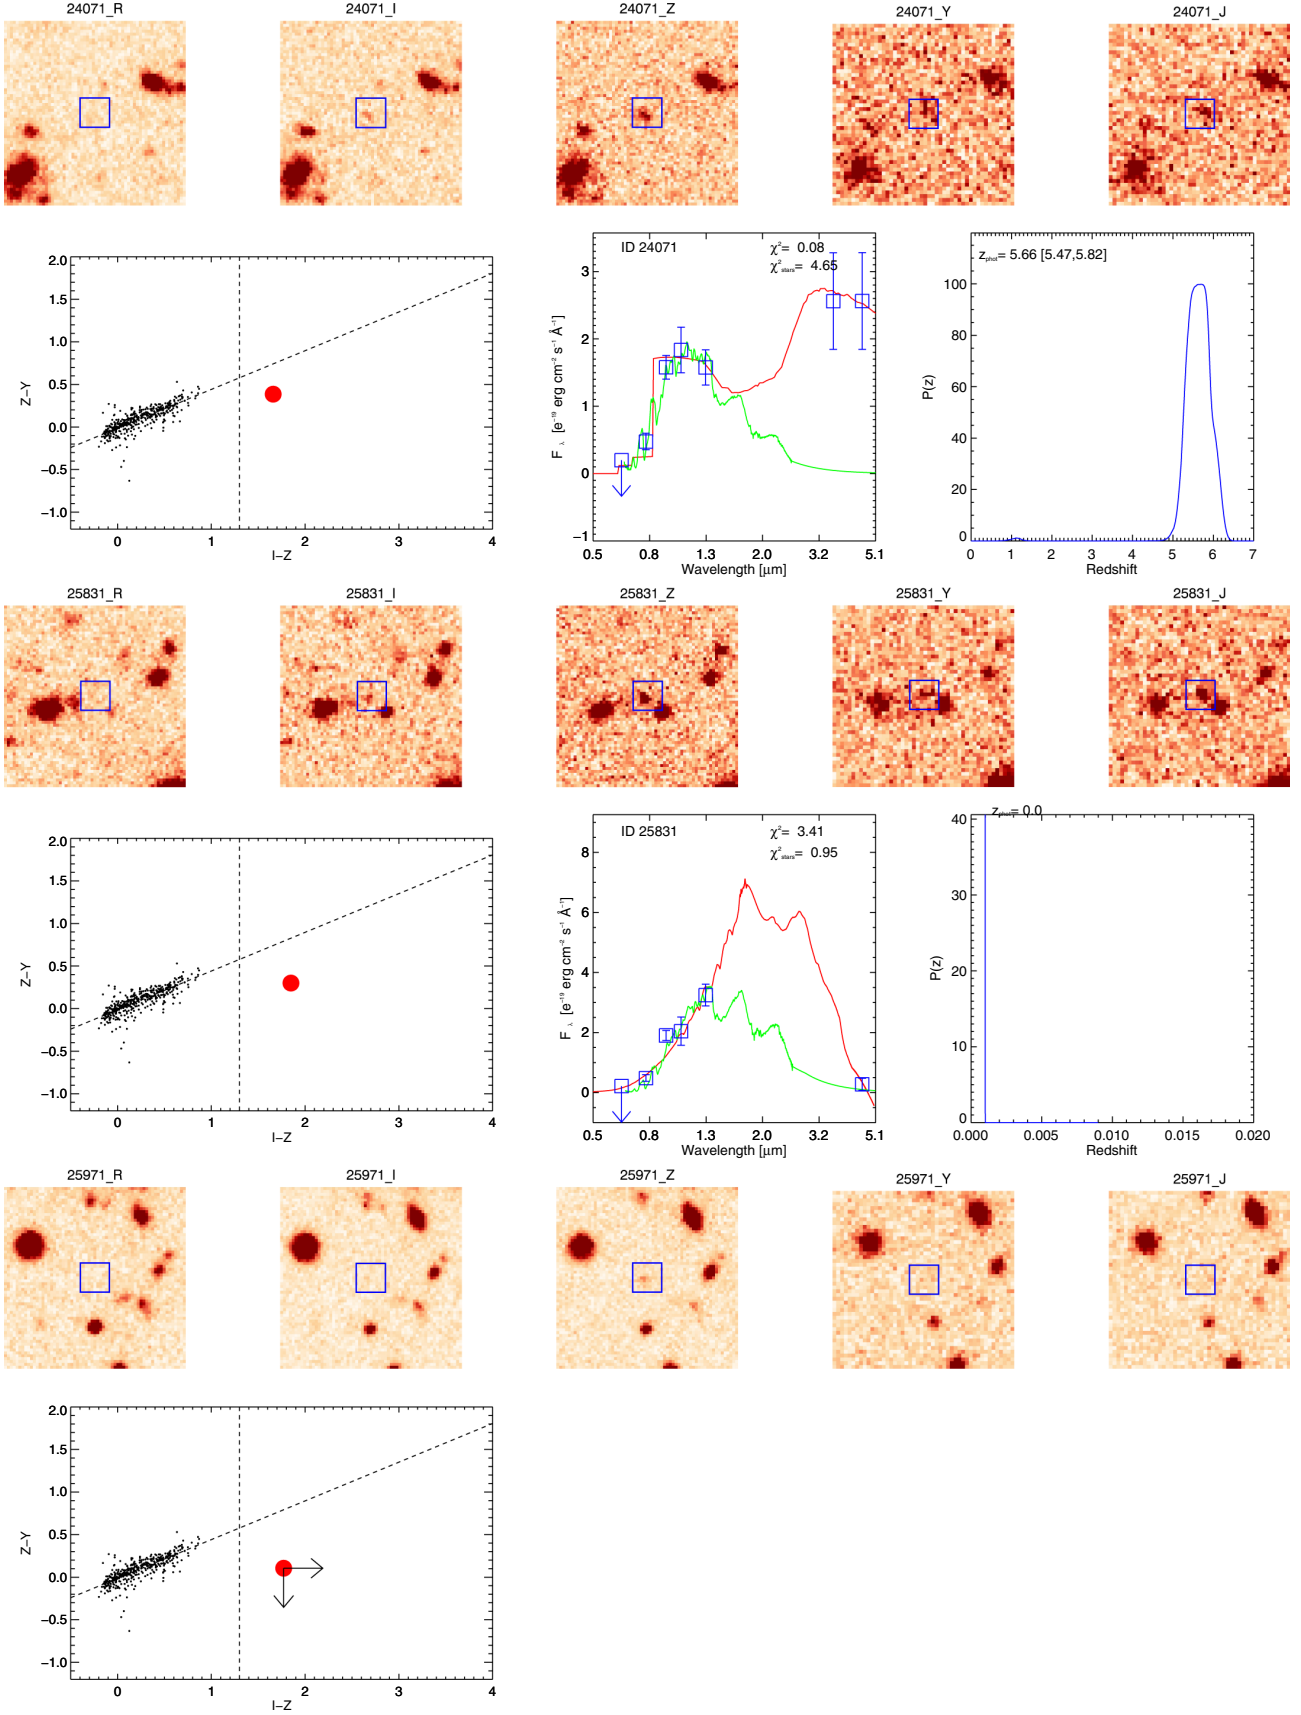 24071_R 24071_I 24071_Z 24071_Y 24071_J
2.0
1.5
1.0
0.5
0.0
−0.5
−1.0
Z−Y
0 1 2 3 4
I−Z
ID 24071
χ²= 0.08
χ² stars= 4.65
3
2
1
0
−1
F λ [e⁻¹⁹ erg cm⁻² s⁻¹ Å⁻¹]
0.5 0.8 1.3 2.0 3.2 5.1
Wavelength [μm]
z phot= 5.66 [5.47,5.82]
100
80
60
40
20
0
P(z)
0 1 2 3 4 5 6 7
Redshift
25831_R 25831_I 25831_Z 25831_Y 25831_J
2.0
1.5
1.0
0.5
0.0
−0.5
−1.0
Z−Y
0 1 2 3 4
I−Z
ID 25831
χ²= 3.41
χ² stars= 0.95
8
6
4
2
0
F λ [e⁻¹⁹ erg cm⁻² s⁻¹ Å⁻¹]
0.5 0.8 1.3 2.0 3.2 5.1
Wavelength [μm]
z phot= 0.0
40
30
20
10
0
P(z)
0.000 0.005 0.010 0.015 0.020
Redshift
25971_R 25971_I 25971_Z 25971_Y 25971_J
2.0
1.5
1.0
0.5
0.0
−0.5
−1.0
Z−Y
0 1 2 3 4
I−Z